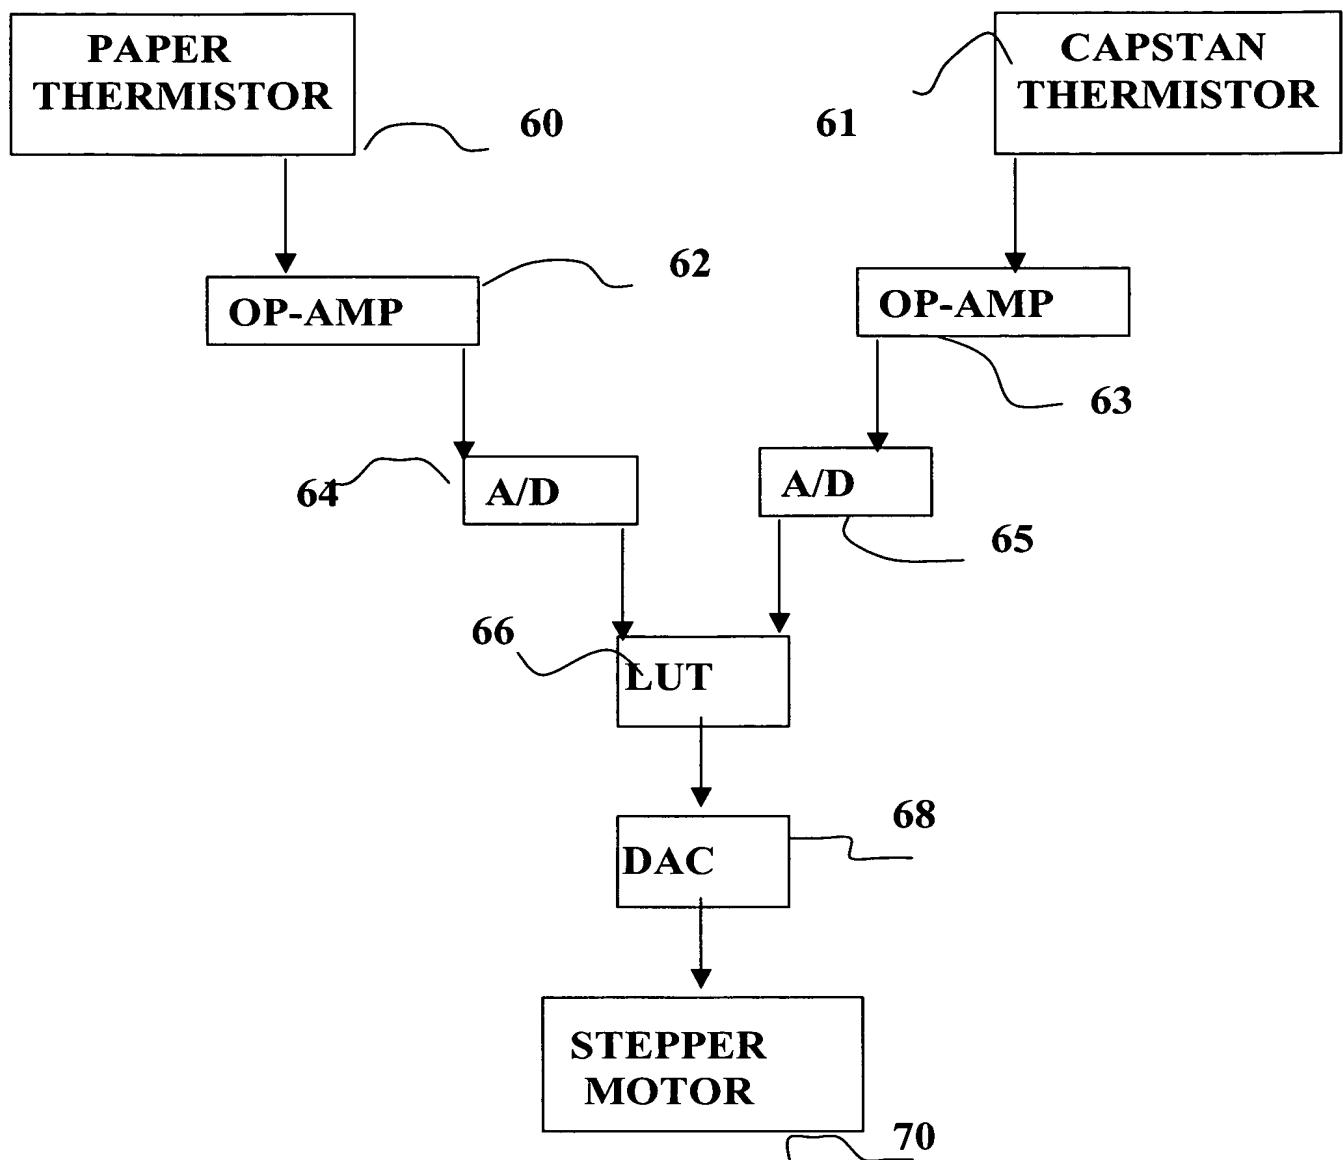 PAPER
THERMISTOR
60
CAPSTAN
THERMISTOR
61
OP-AMP
62
OP-AMP
63
64
A/D
A/D
65
66
LUT
68
DAC
STEPPER
MOTOR
70